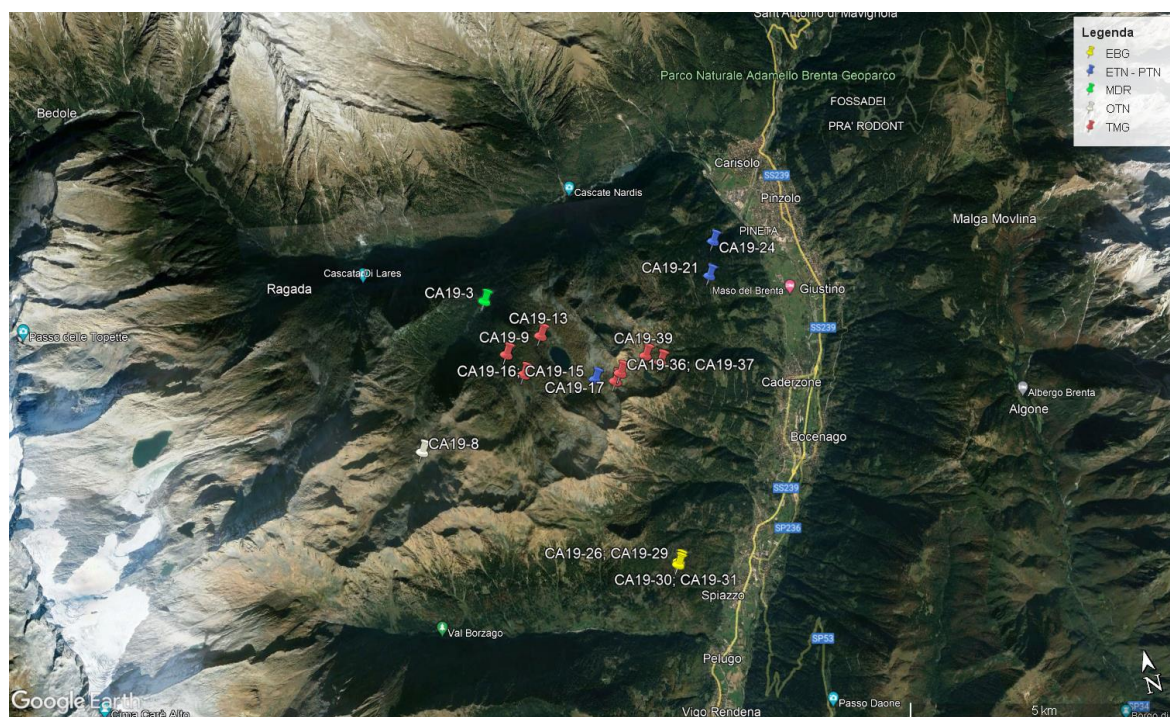 Sant'Antonio di Mavignola
Legenda
EBG
ETN - PTN
MDR
OTN
TMG
Parco Naturale Adamello Brenta Geoparco
FOSSADEI
PRA' RODONT
Bedole
Carisolo
SS239
Pinzolo
Cascate Nardis
Malga Movlina
PINETA
CA19-24
CA19-21
Cascata Di Lares
Ragada
Maso del Brenta
Giustino
CA19-3
CA19-13
SS239
Passo delle Topette
CA19-9
CA19-39
CA19-16; CA19-15
CA19-36; CA19-37
CA19-17
Caderzone
Albergo Brenta
Algone
Bocenago
CA19-8
SS239
SP236
CA19-26; CA19-29
CA19-30; CA19-31
Spiazzo
Val Borzago
SP53
Pelugo
N
Google Earth
Cima Carè Alto
Vigo Rendena
Passo Daone
5 km
SP34